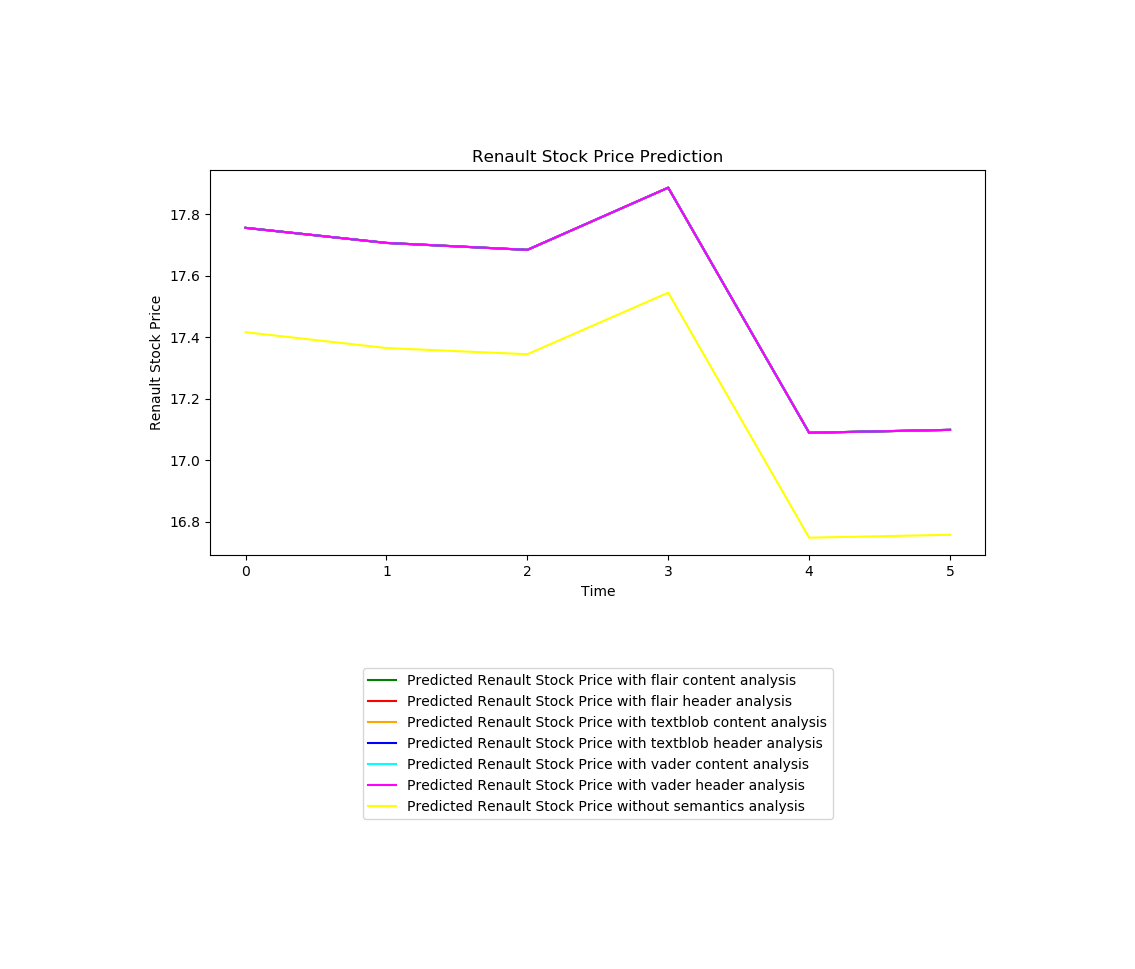 Renault Stock Price Prediction
17.8
17.6
17.4
17.2
17.0
16.8
Renault Stock Price
0 1 2 3 4 5
Time
Predicted Renault Stock Price with flair content analysis
Predicted Renault Stock Price with flair header analysis
Predicted Renault Stock Price with textblob content analysis
Predicted Renault Stock Price with textblob header analysis
Predicted Renault Stock Price with vader content analysis
Predicted Renault Stock Price with vader header analysis
Predicted Renault Stock Price without semantics analysis